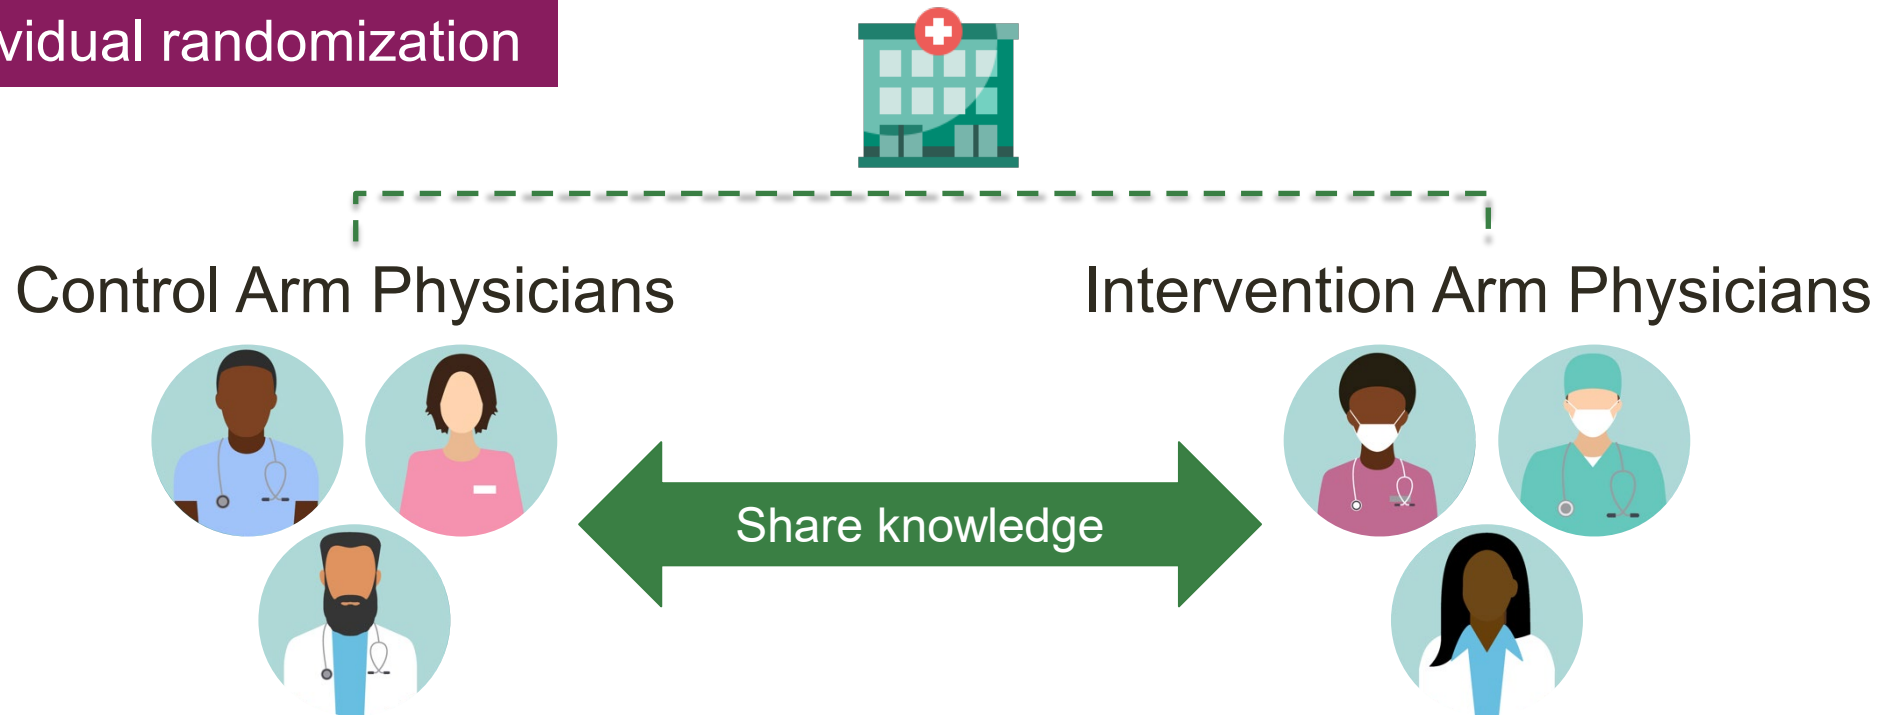 vidual randomization
Control Arm Physicians
Intervention Arm Physicians
Share knowledge